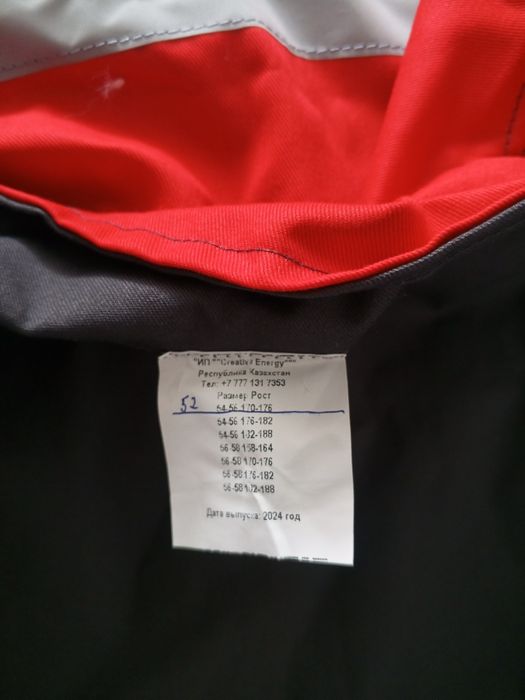 "ИП ""Creative Energy"""
Республика Казахстан
Тел: +7 777 131 7353
Размер Рост
52 54-56 170-176
54-56 176-182
54-56 182-188
56-58 158-164
56-58 170-176
56-58 176-182
56-58 182-188
Дата выпуска: 2024 год